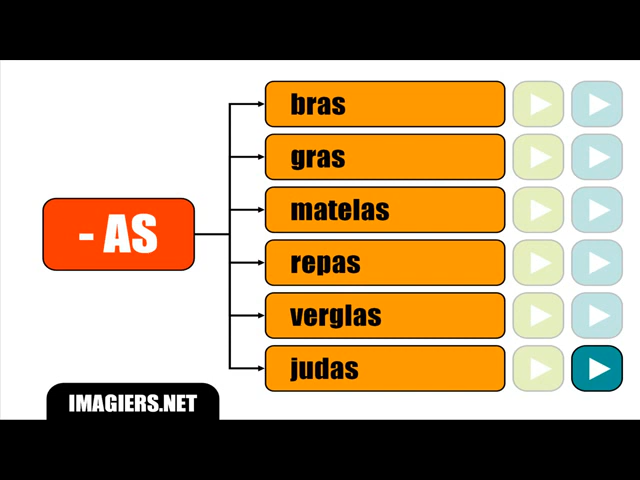 bras
gras
matelas
- AS
repas
verglas
judas
IMAGIERS.NET